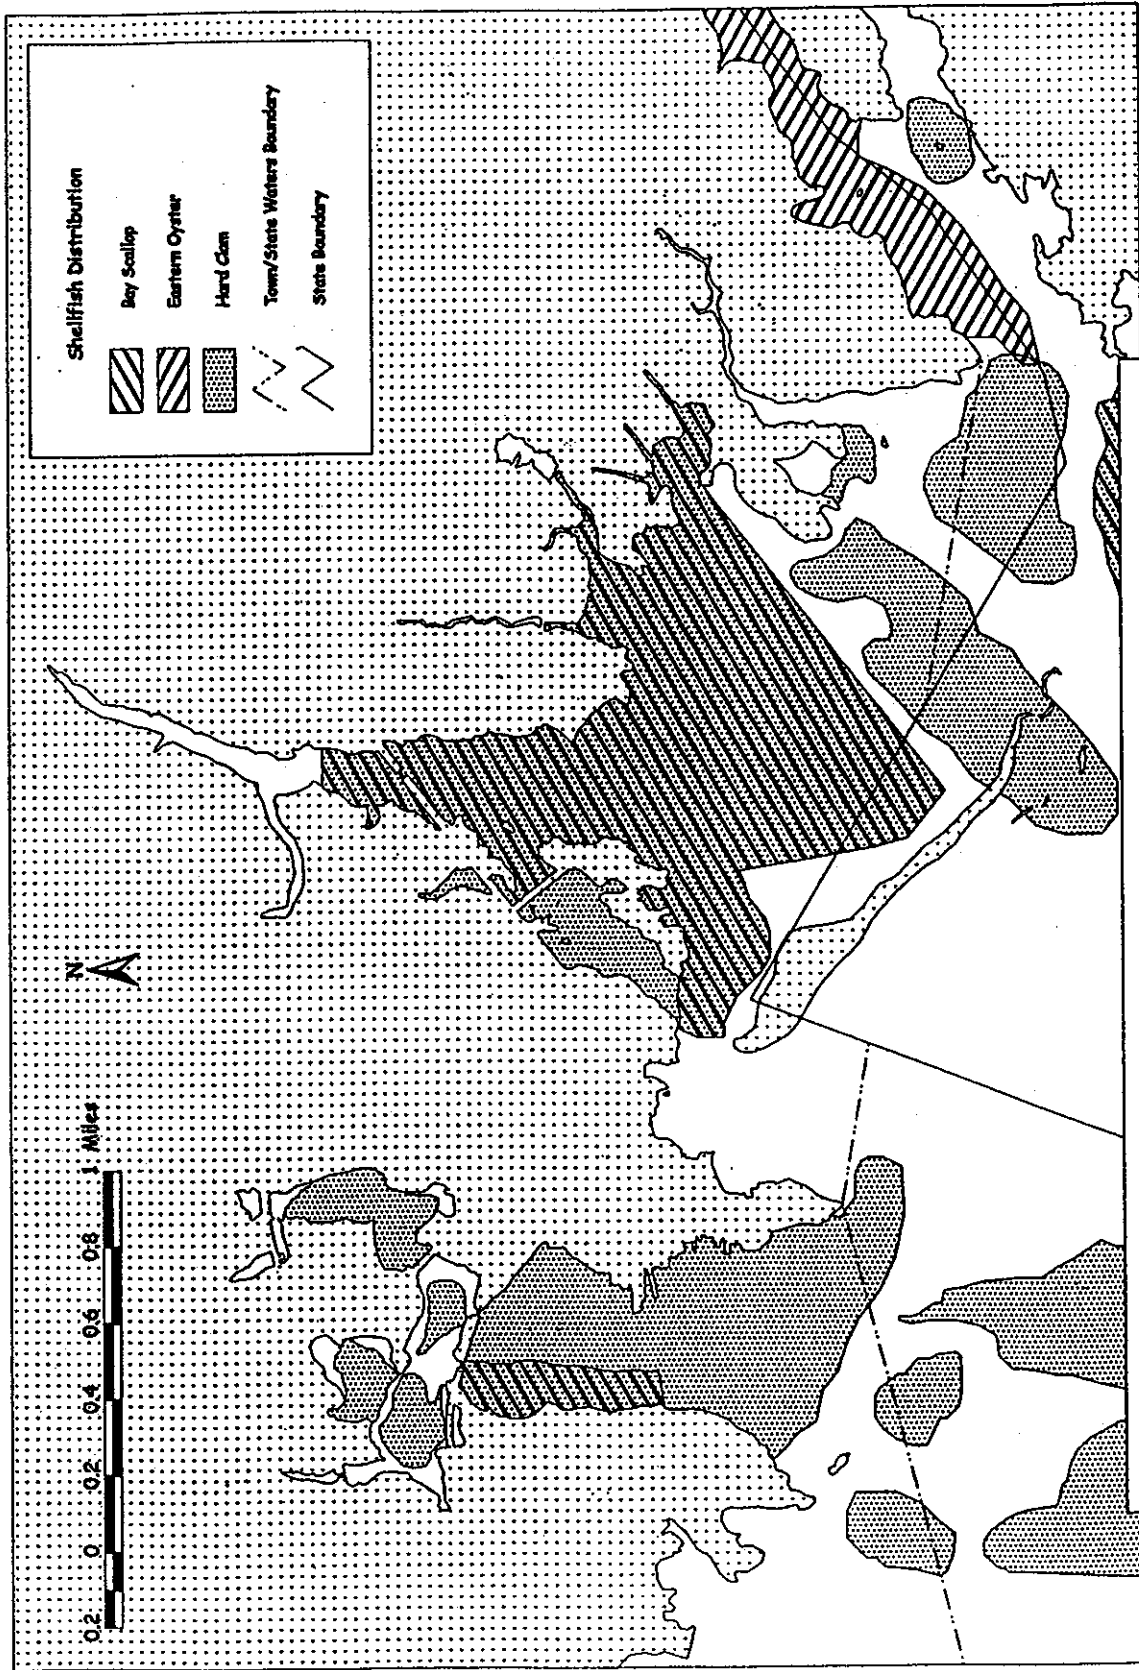 Shellfish Distribution
Bay Scallop
Eastern Oyster
Hard Clam
Town/State Waters Boundary
State Boundary
N
0.2 0 0.2 0.4 0.6 0.8 1 Miles